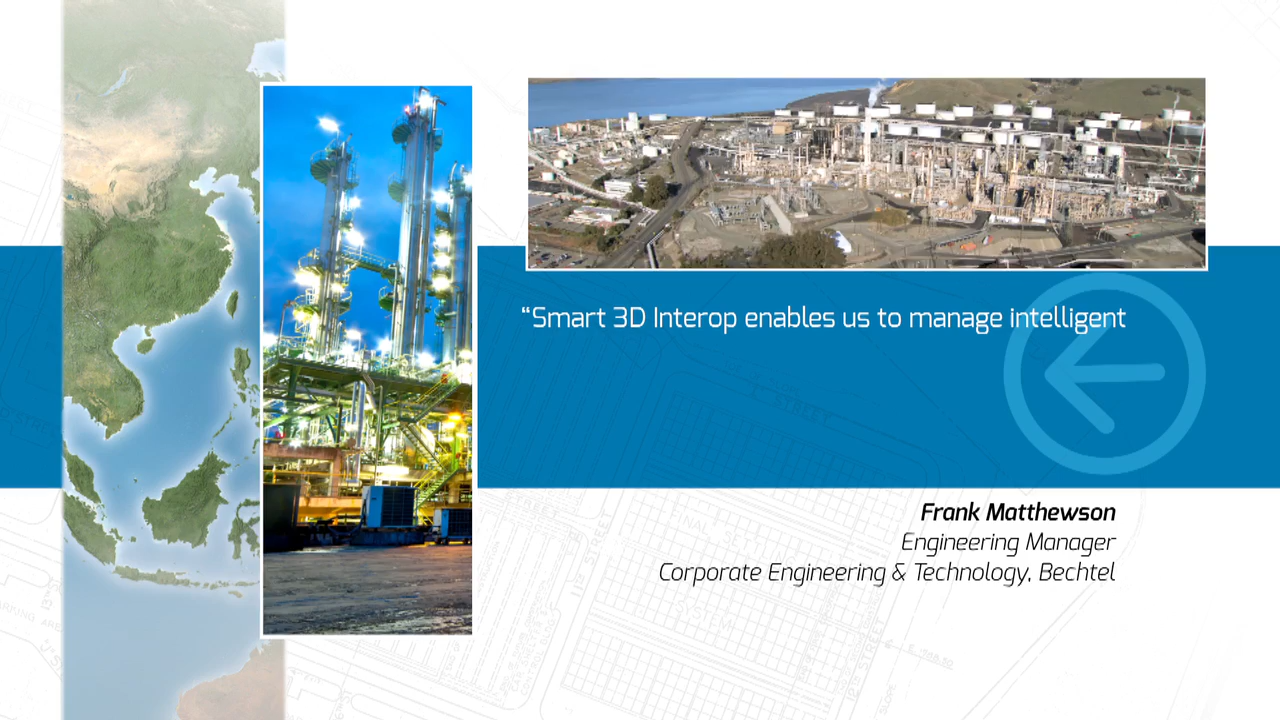 “Smart 3D Interop enables us to manage intelligent
Frank Matthewson
Engineering Manager
Corporate Engineering & Technology, Bechtel